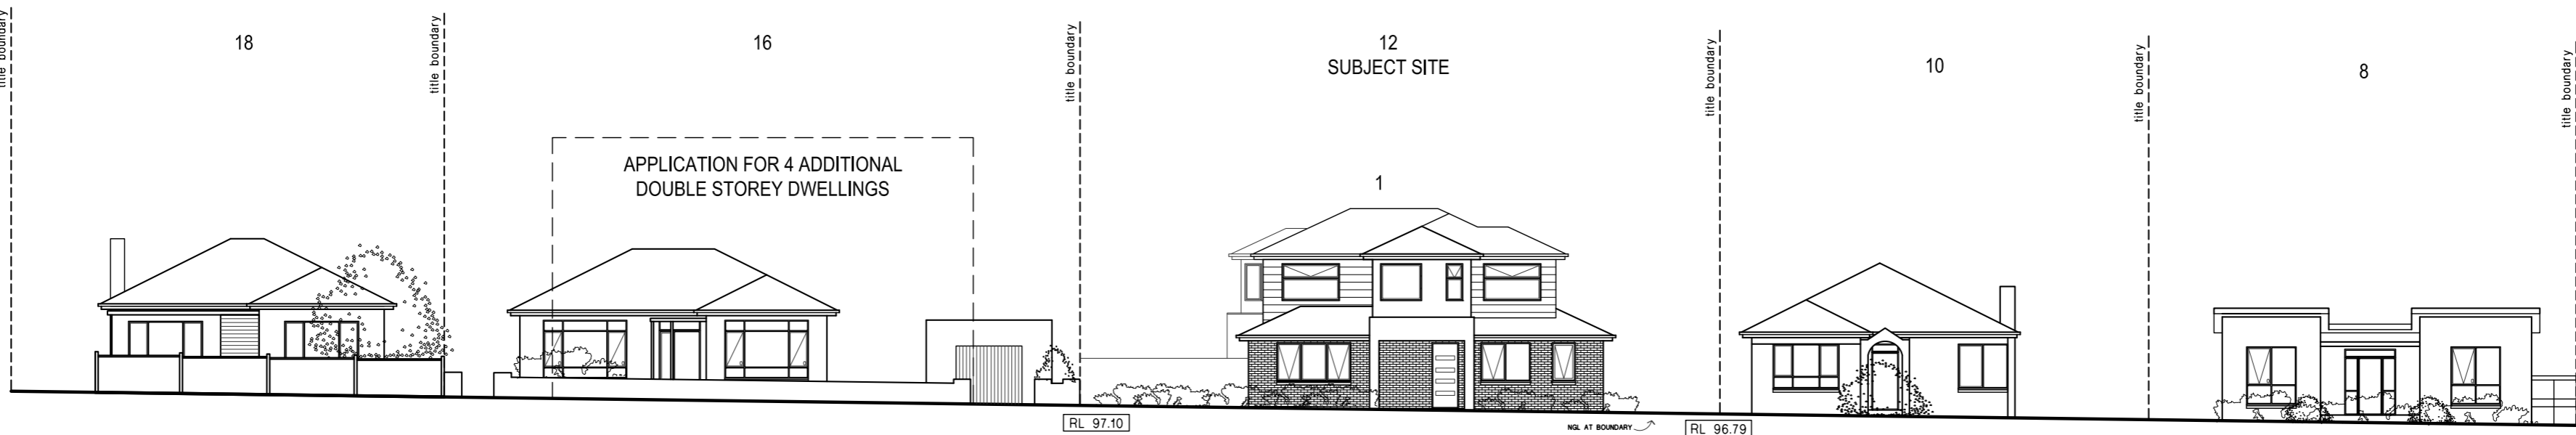 title boundary
18
title boundary
16
title boundary
12
SUBJECT SITE
title boundary
10
title boundary
8
title boundary
APPLICATION FOR 4 ADDITIONAL
DOUBLE STOREY DWELLINGS
1
RL 97.10
NGL AT BOUNDARY
RL 96.79